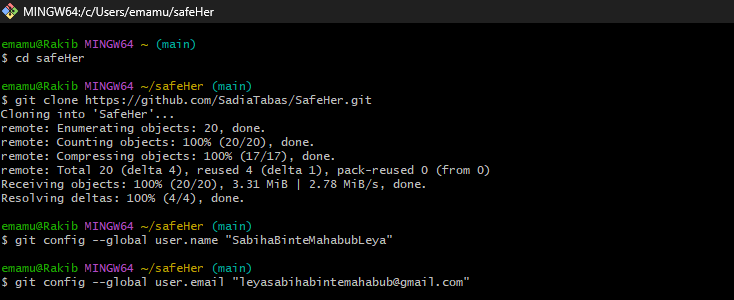 MINGW64:/c/Users/emamu/safeHer
emamu@Rakib MINGW64 ~ (main)
$ cd safeHer
emamu@Rakib MINGW64 ~/safeHer (main)
$ git clone https://github.com/SadiaTabas/SafeHer.git
Cloning into 'SafeHer'...
remote: Enumerating objects: 20, done.
remote: Counting objects: 100% (20/20), done.
remote: Compressing objects: 100% (17/17), done.
remote: Total 20 (delta 4), reused 4 (delta 1), pack-reused 0 (from 0)
Receiving objects: 100% (20/20), 3.31 MiB | 2.78 MiB/s, done.
Resolving deltas: 100% (4/4), done.
emamu@Rakib MINGW64 ~/safeHer (main)
$ git config --global user.name "SabihaBinteMahabubLeya"
emamu@Rakib MINGW64 ~/safeHer (main)
$ git config --global user.email "leyasabihabintemahabub@gmail.com"